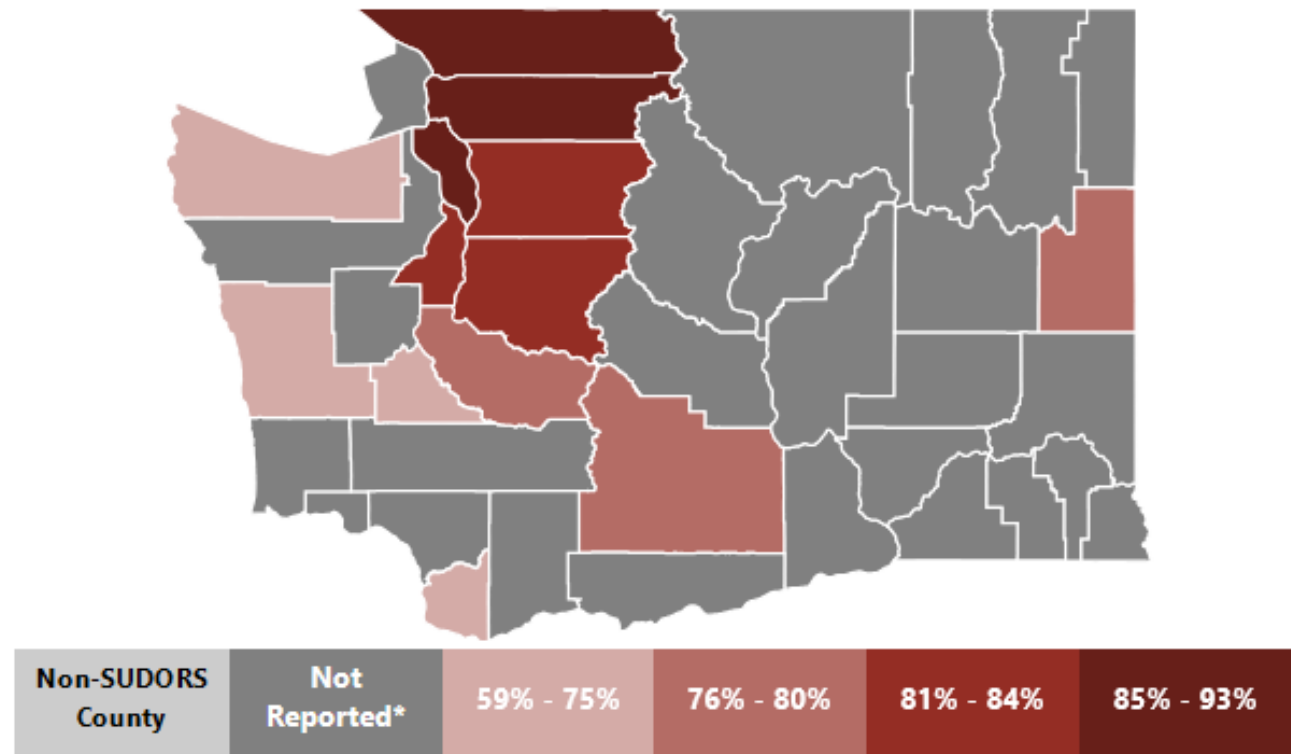 Non-SUDORS
County
Not
Reported*
59% - 75%
76% - 80%
81% - 84%
85% - 93%